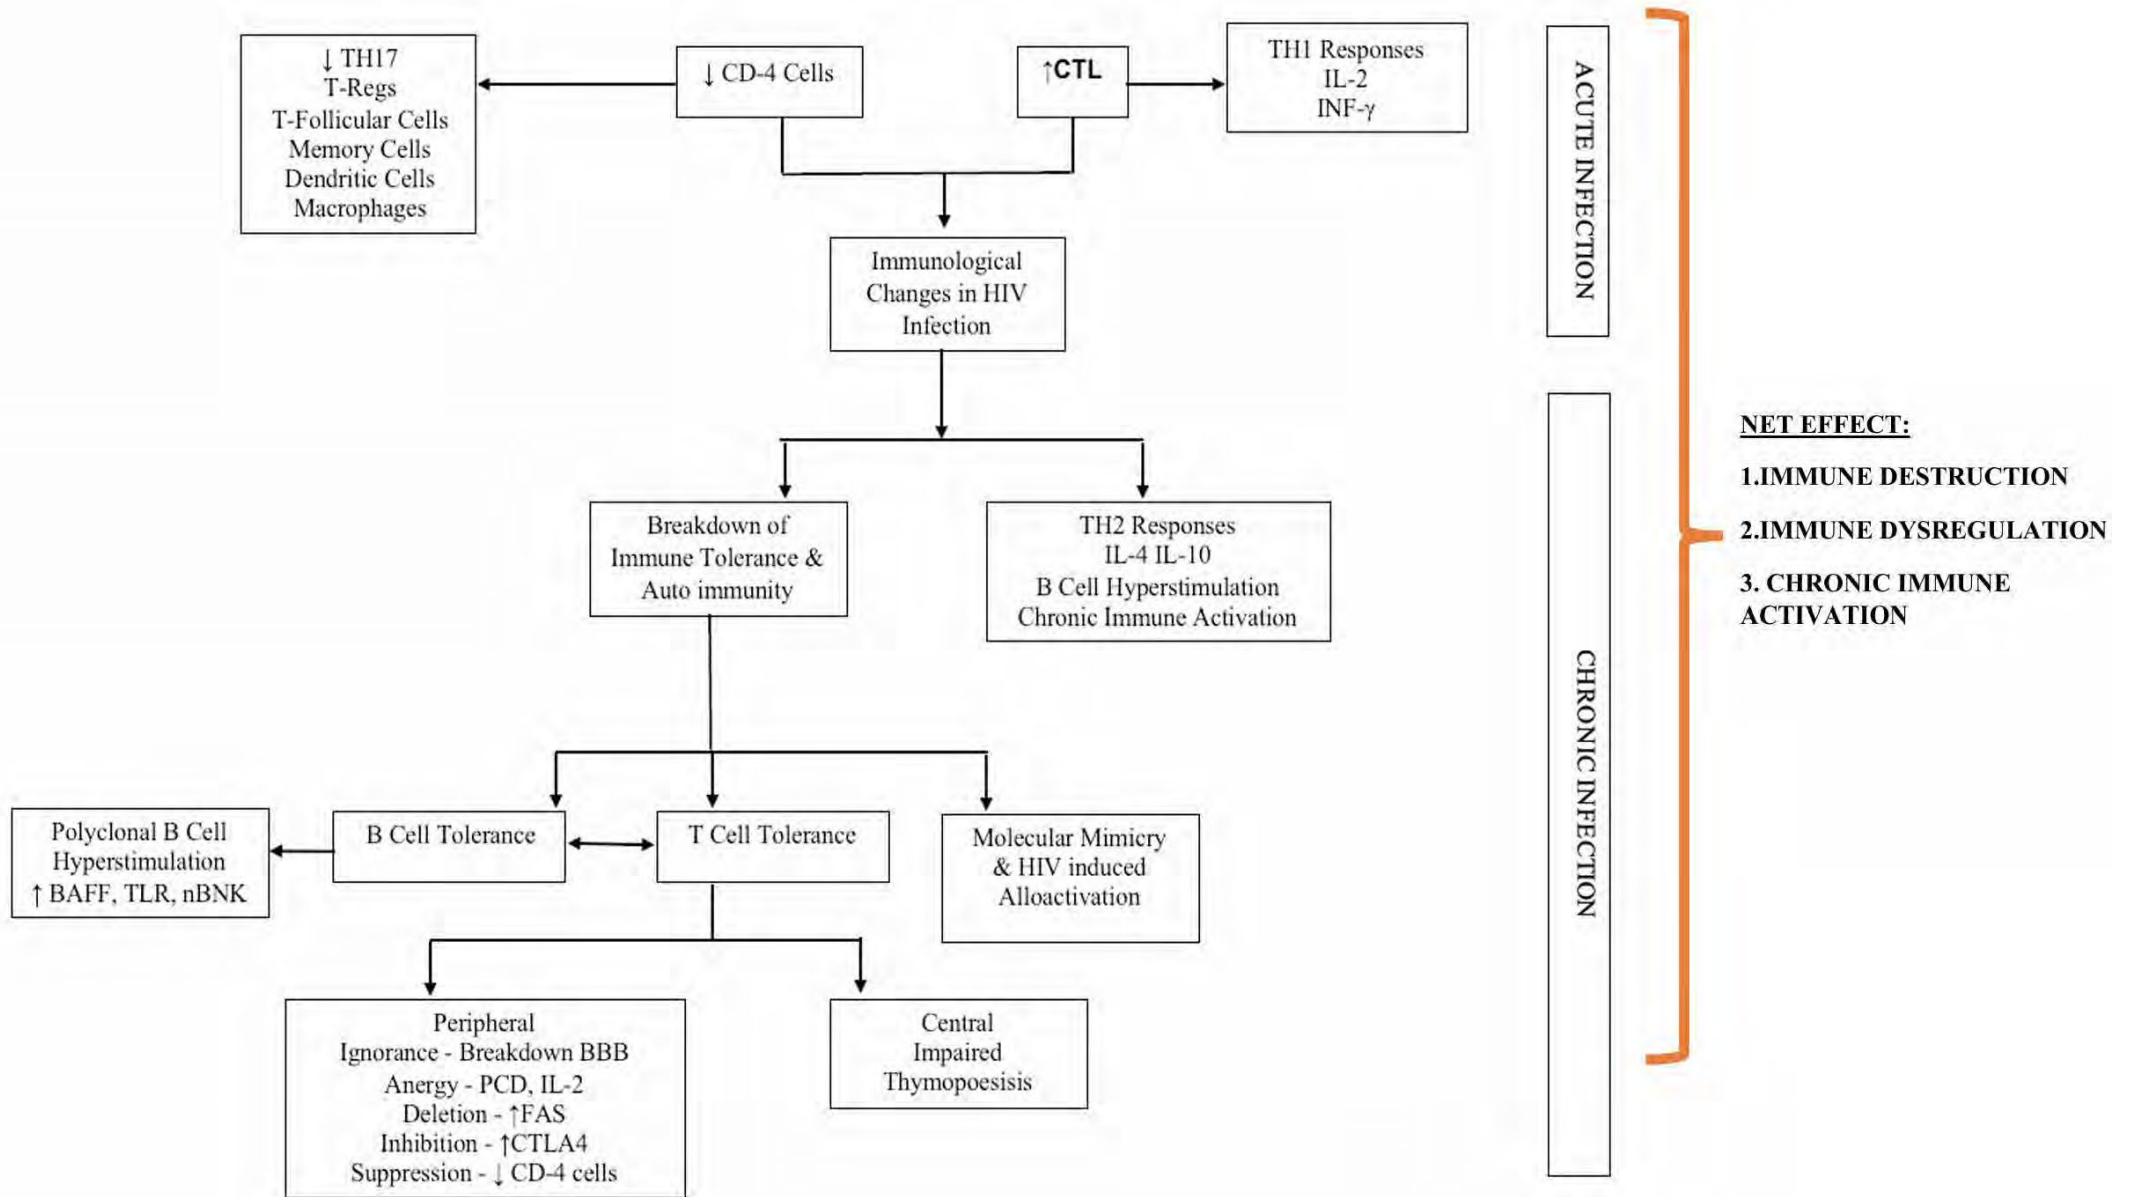 ↓ TH17
T-Regs
T-Follicular Cells
Memory Cells
Dendritic Cells
Macrophages
↓ CD-4 Cells
↑CTL
TH1 Responses
IL-2
INF-γ
ACUTE INFECTION
Immunological
Changes in HIV
Infection
Breakdown of
Immune Tolerance &
Auto immunity
TH2 Responses
IL-4 IL-10
B Cell Hyperstimulation
Chronic Immune Activation
CHRONIC INFECTION
NET EFFECT:
1.IMMUNE DESTRUCTION
2.IMMUNE DYSREGULATION
3. CHRONIC IMMUNE
ACTIVATION
Polyclonal B Cell
Hyperstimulation
↑ BAFF, TLR, nBNK
B Cell Tolerance
T Cell Tolerance
Molecular Mimicry
& HIV induced
Alloactivation
Peripheral
Ignorance - Breakdown BBB
Anergy - PCD, IL-2
Deletion - ↑FAS
Inhibition - ↑CTLA4
Suppression - ↓ CD-4 cells
Central
Impaired
Thymopoesisis